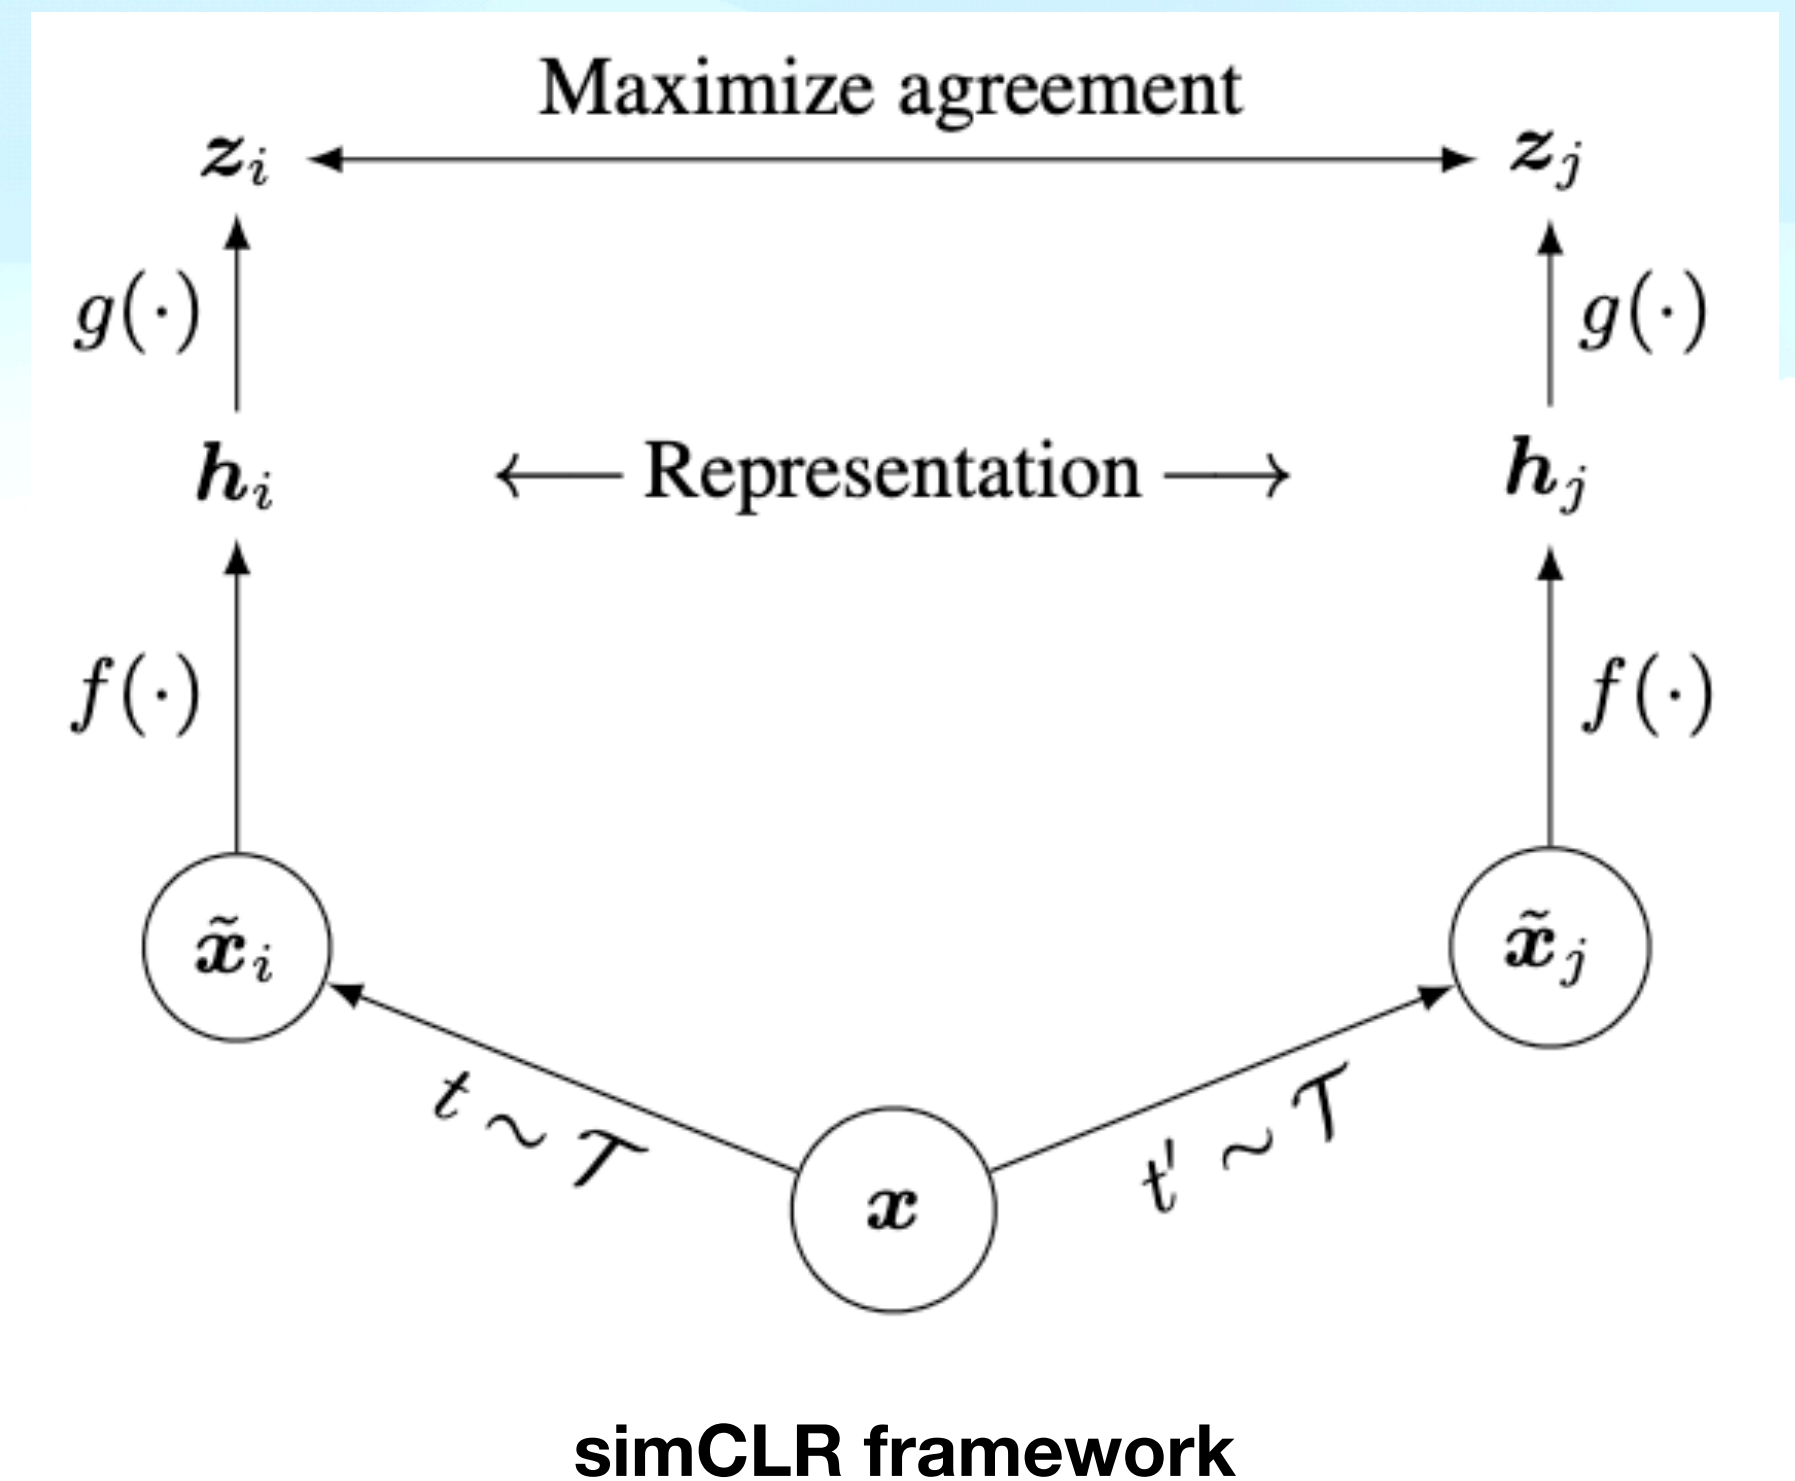 Maximize agreement
z_i z_j
g(·) g(·)
h_i ← Representation → h_j
f(·) f(·)
x̃_i x̃_j
t ~ 𝒯 t' ~ 𝒯
x
simCLR framework